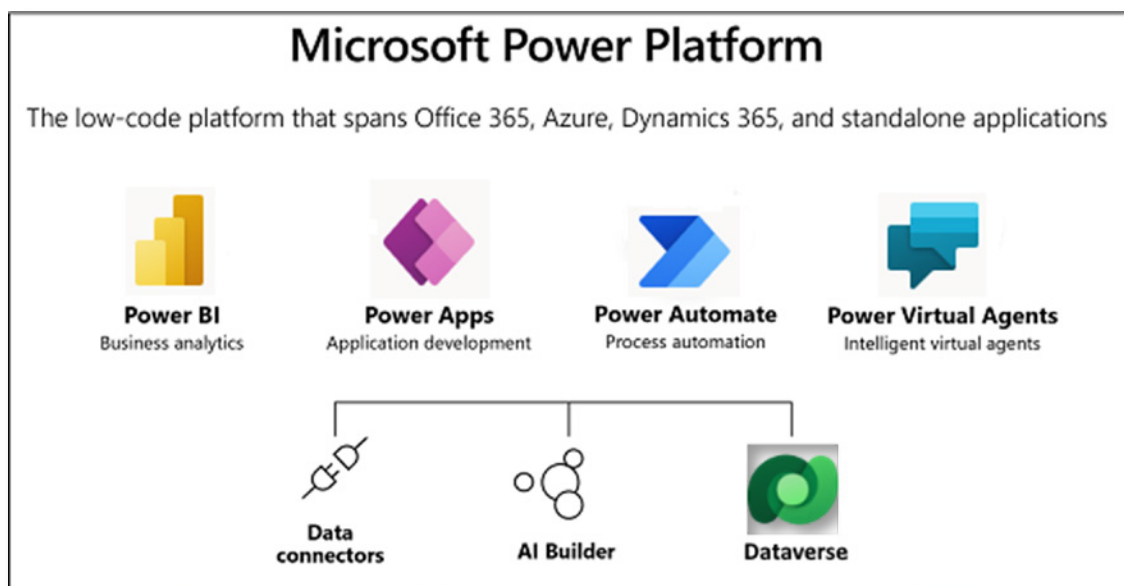 Microsoft Power Platform
The low-code platform that spans Office 365, Azure, Dynamics 365, and standalone applications
Power BI
Business analytics
Power Apps
Application development
Power Automate
Process automation
Power Virtual Agents
Intelligent virtual agents
Data
connectors
AI Builder
Dataverse